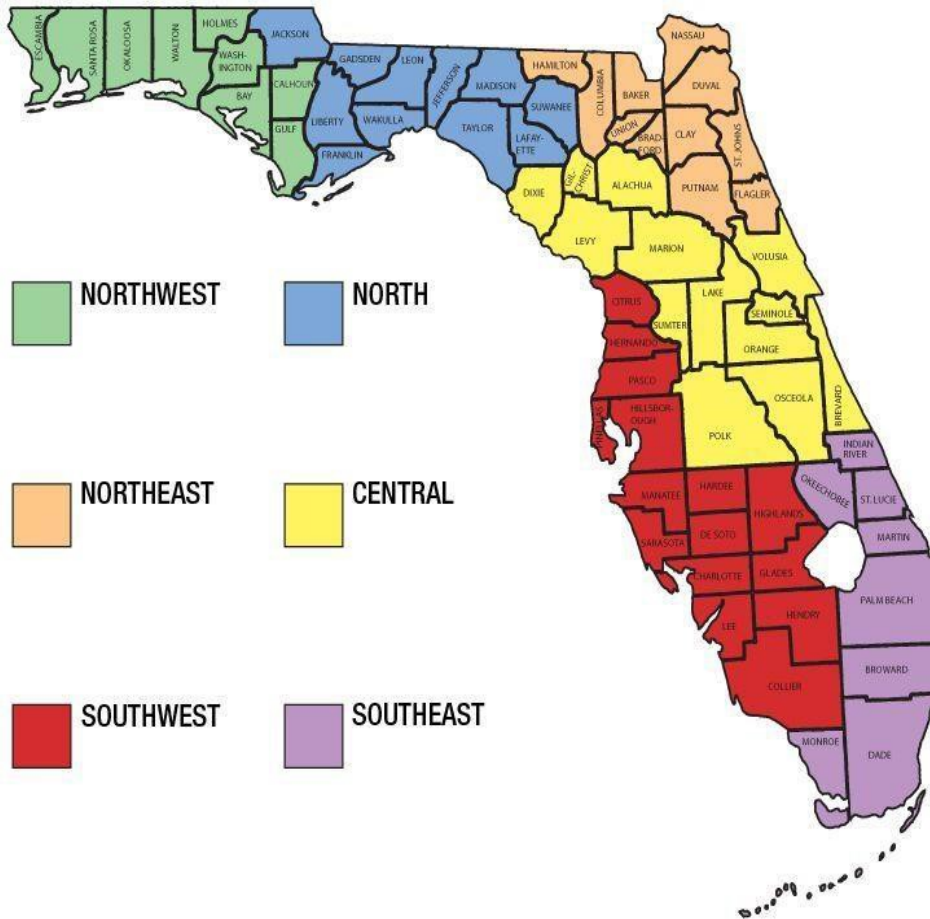 ESCAMBIA
SANTA ROSA
OKALOOSA
WALTON
HOLMES
WASH-
INGTON
BAY
JACKSON
CALHOUN
GULF
GADSDEN
LIBERTY
FRANKLIN
LEON
WAKULLA
JEFFERSON
MADISON
TAYLOR
HAMILTON
SUWANEE
LAFAY-
ETTE
COLUMBIA
BAKER
NASSAU
DUVAL
UNION
BRAD-
FORD
CLAY
ST. JOHNS
PUTNAM
FLAGLER
DIXIE
GIL-
CHRIST
ALACHUA
LEVY
MARION
VOLUSIA
LAKE
SEMINOLE
SUMTER
ORANGE
CITRUS
HERNANDO
PASCO
PINELLAS
HILLSBOR-
OUGH
POLK
OSCEOLA
BREVARD
INDIAN
RIVER
MANATEE
HARDEE
HIGHLANDS
OKEECHOBEE
ST. LUCIE
SARASOTA
DE SOTO
MARTIN
CHARLOTTE
GLADES
PALM BEACH
LEE
HENDRY
BROWARD
COLLIER
MONROE
DADE
NORTHWEST
NORTH
NORTHEAST
CENTRAL
SOUTHWEST
SOUTHEAST